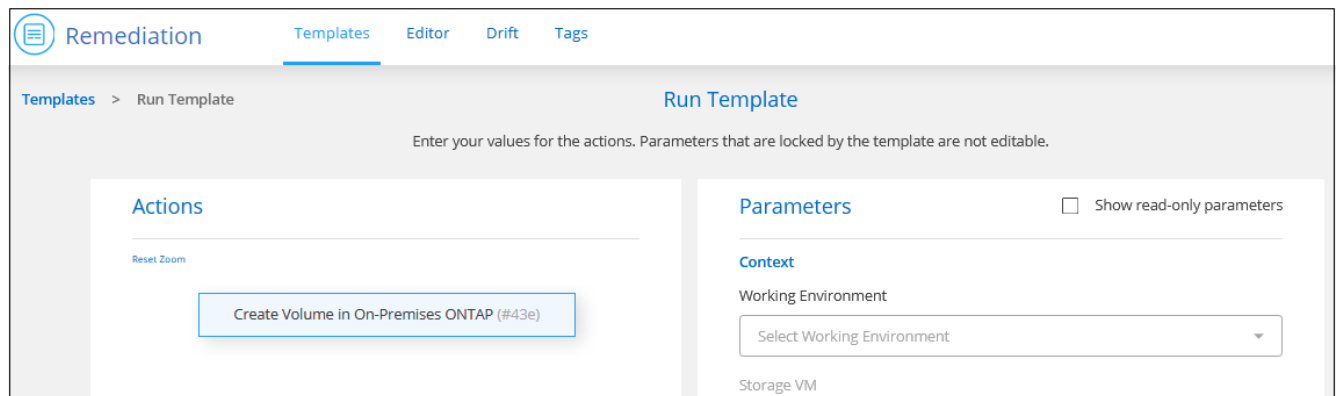 Remediation
Templates Editor Drift Tags
Templates > Run Template
Run Template
Enter your values for the actions. Parameters that are locked by the template are not editable.
Actions
Reset Zoom
Create Volume in On-Premises ONTAP (#43e)
Parameters
Show read-only parameters
Context
Working Environment
Select Working Environment
Storage VM